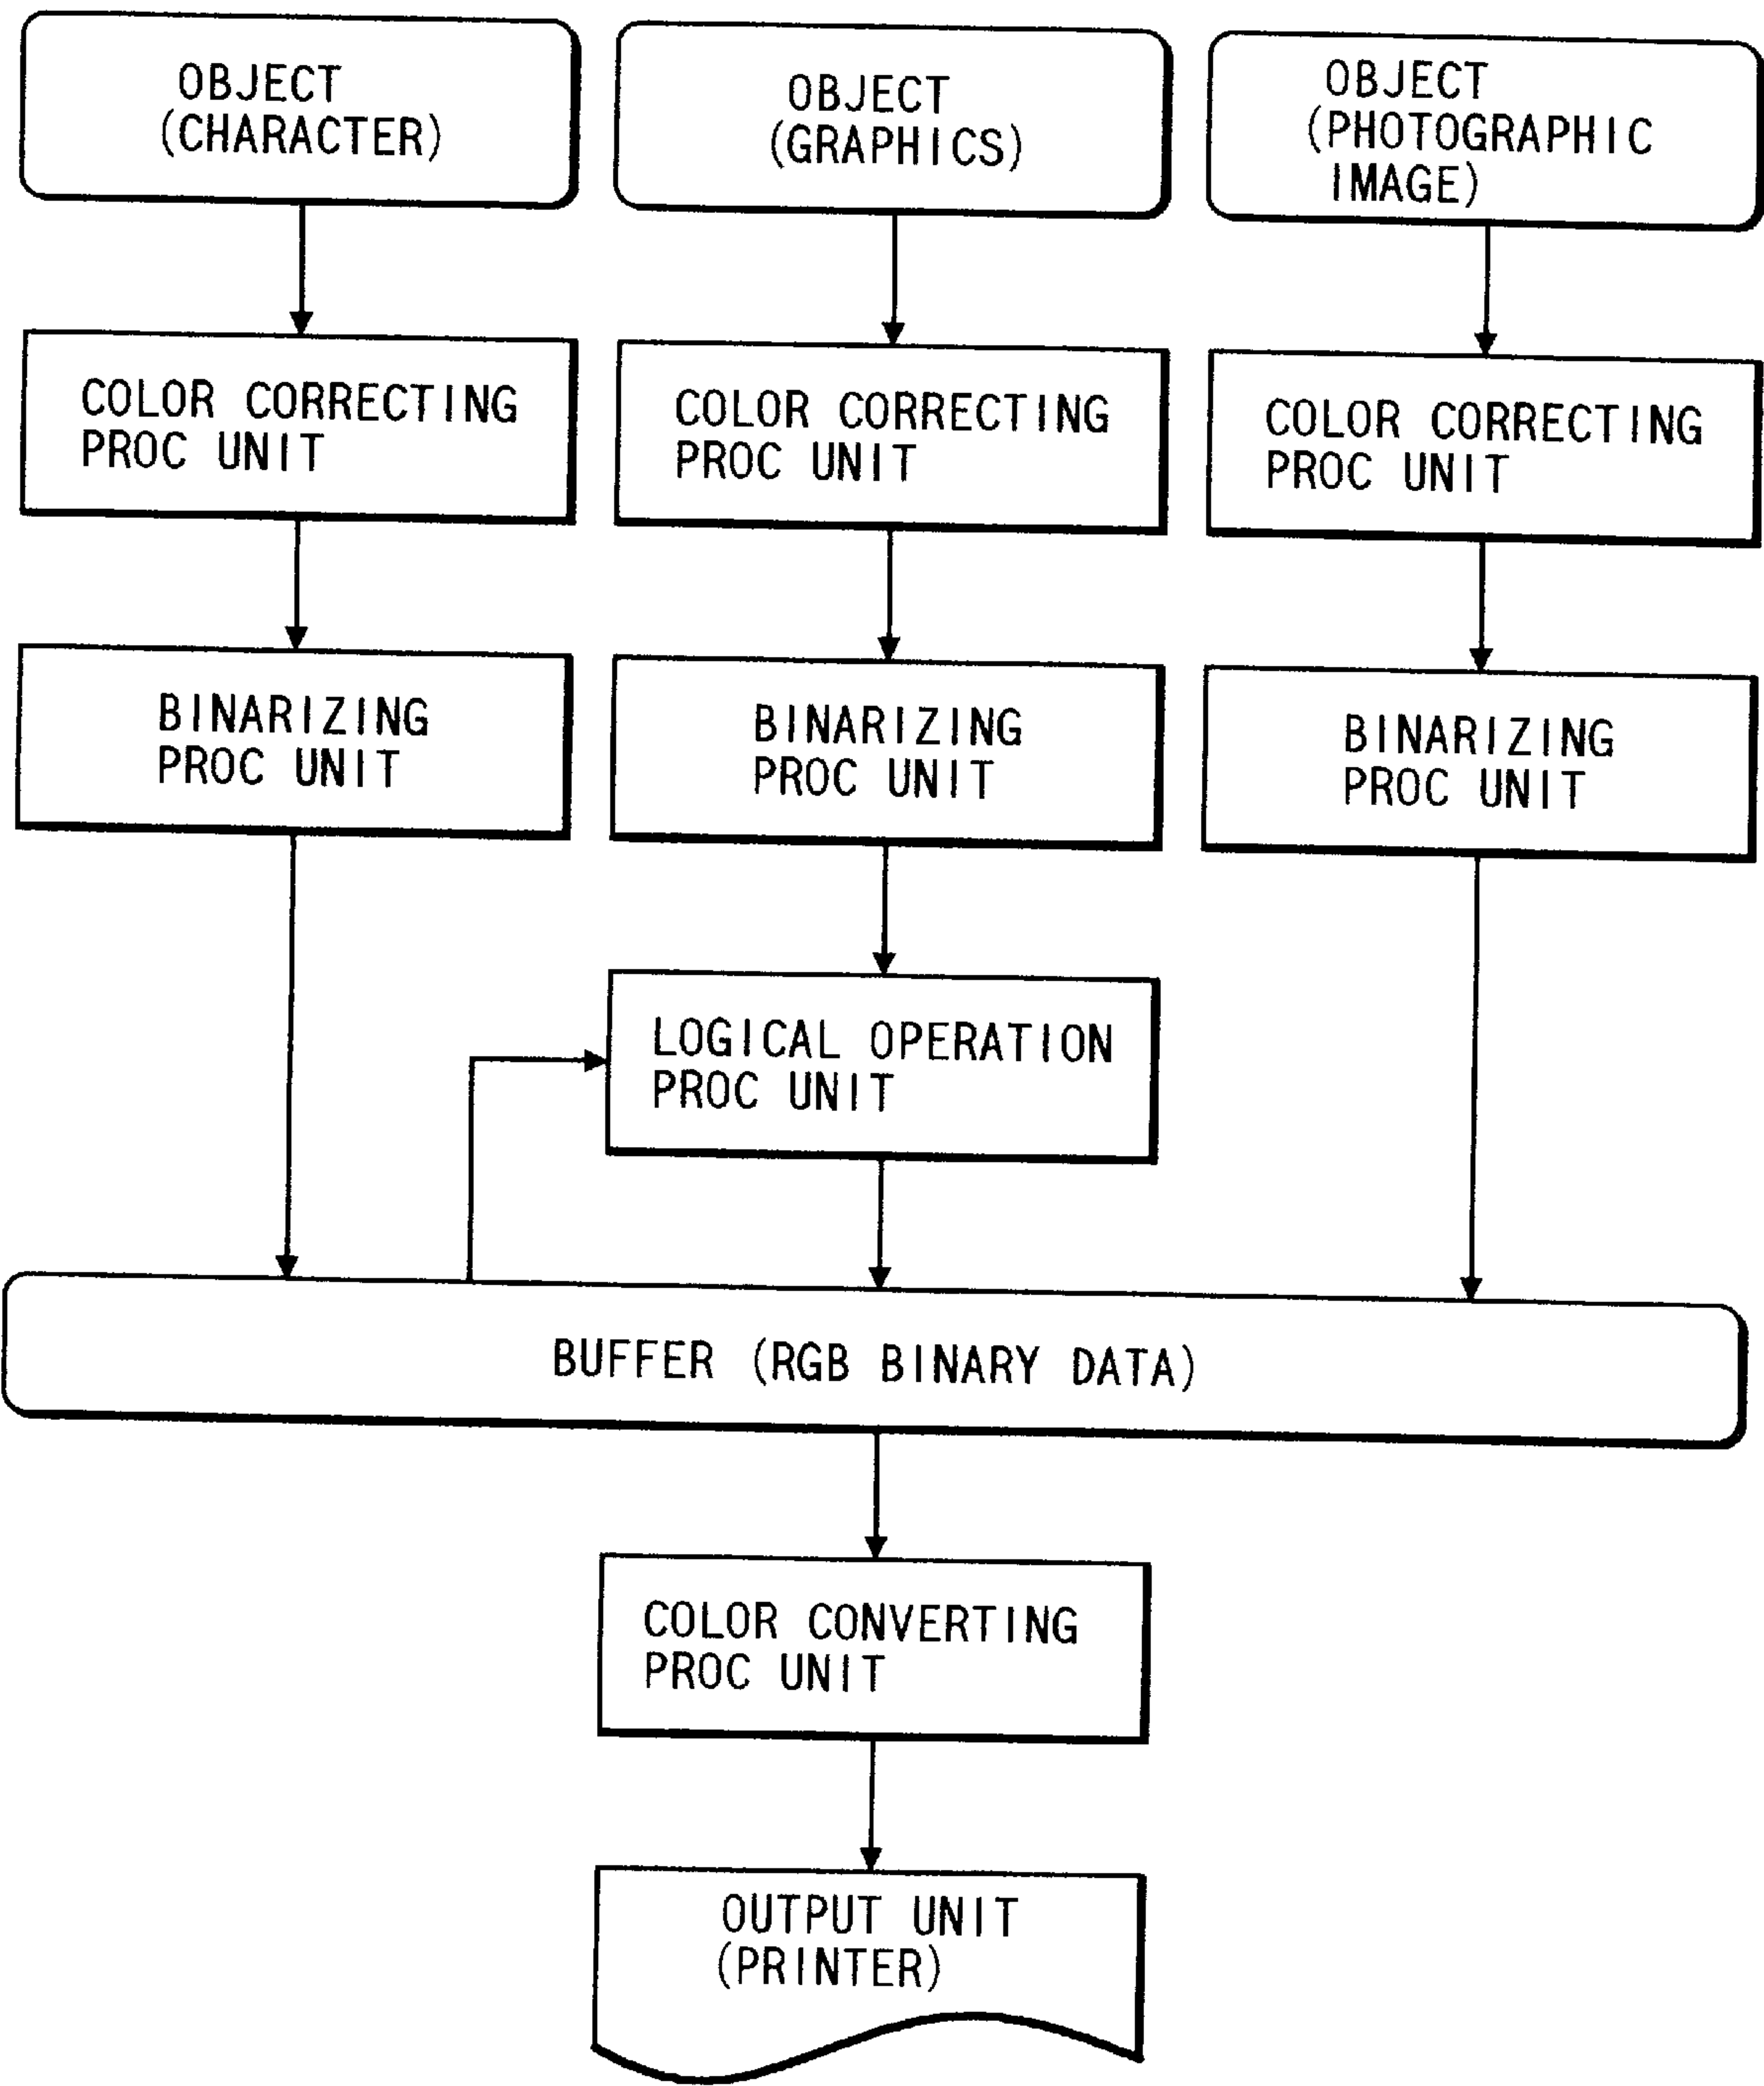 OBJECT
(CHARACTER)
OBJECT
(GRAPHICS)
OBJECT
(PHOTOGRAPHIC
IMAGE)
COLOR CORRECTING
PROC UNIT
COLOR CORRECTING
PROC UNIT
COLOR CORRECTING
PROC UNIT
BINARIZING
PROC UNIT
BINARIZING
PROC UNIT
BINARIZING
PROC UNIT
LOGICAL OPERATION
PROC UNIT
BUFFER (RGB BINARY DATA)
COLOR CONVERTING
PROC UNIT
OUTPUT UNIT
(PRINTER)